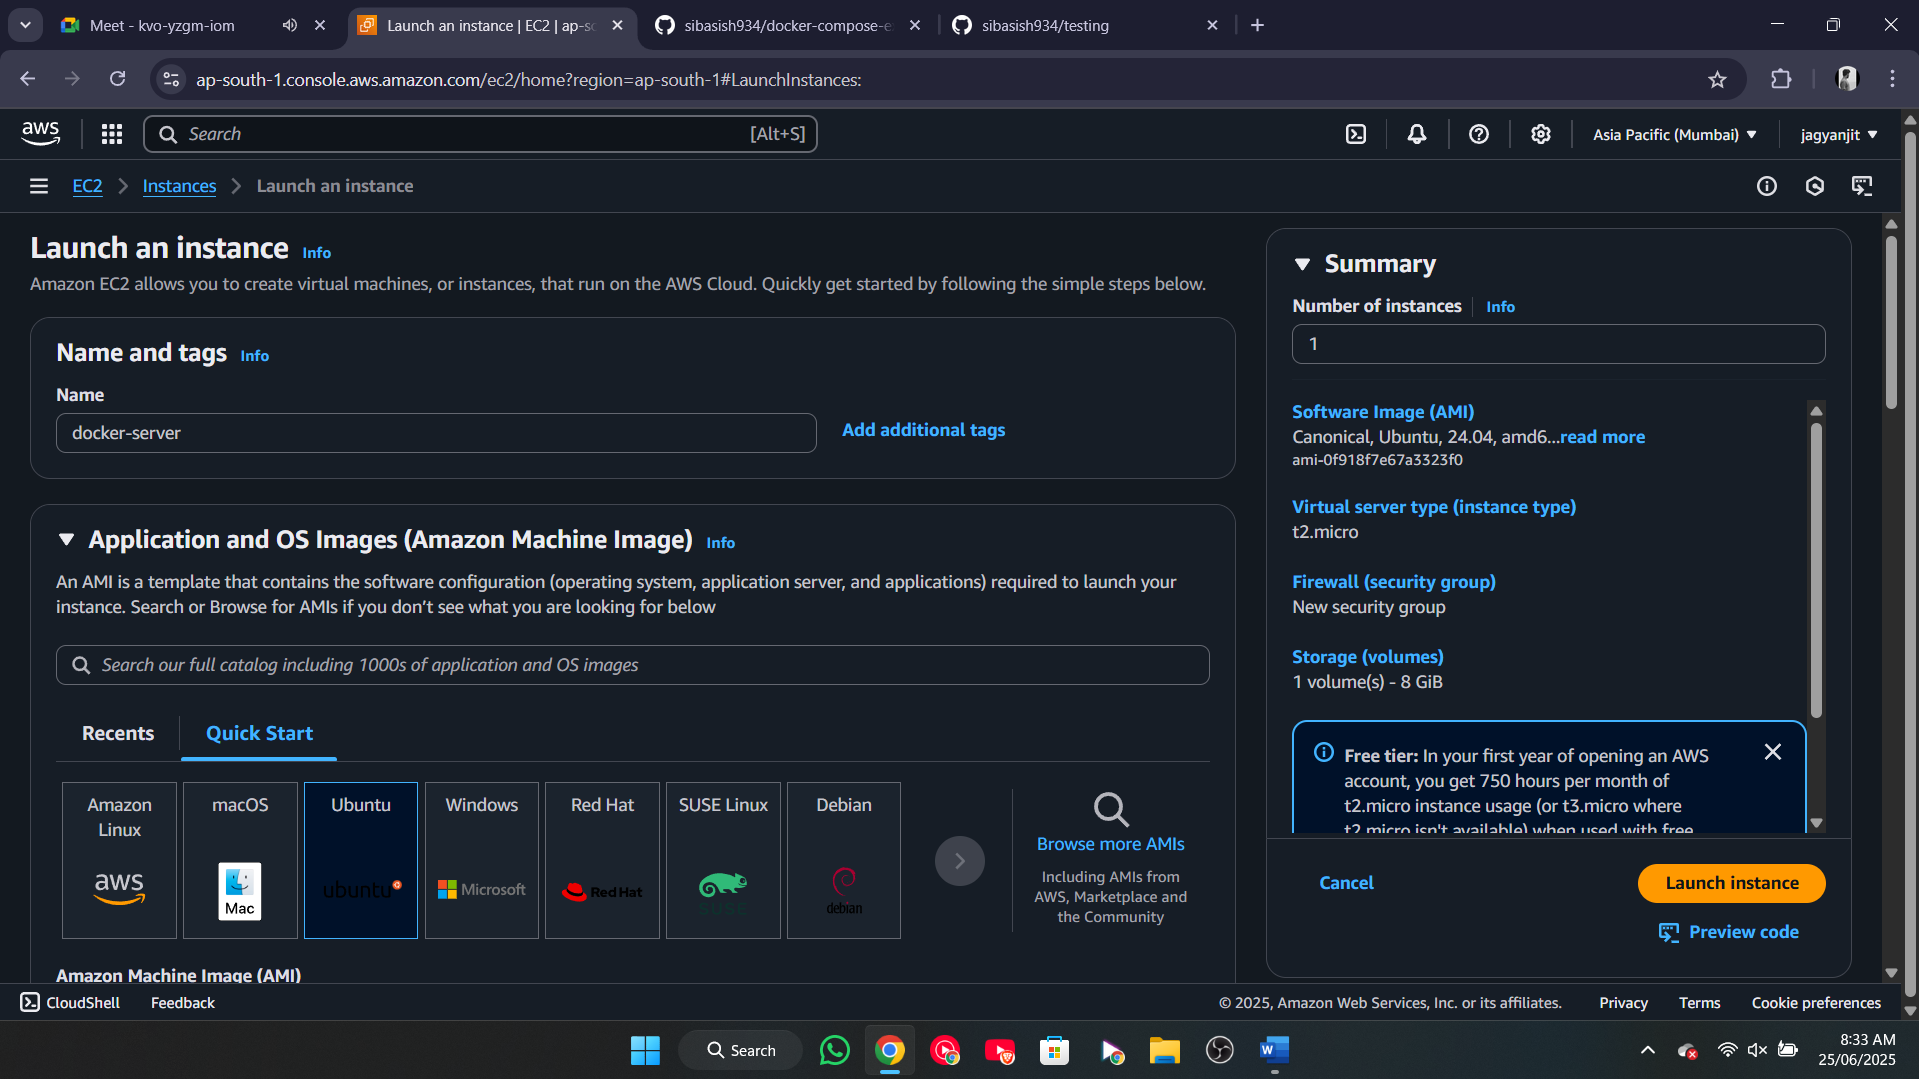 Meet - kvo-yzgm-iom
Launch an instance | EC2 | ap-so
sibasish934/docker-compose-e
sibasish934/testing
ap-south-1.console.aws.amazon.com/ec2/home?region=ap-south-1#LaunchInstances:
aws
Search
[Alt+S]
Asia Pacific (Mumbai)
jagyanjit
EC2
Instances
Launch an instance
Launch an instance Info
Amazon EC2 allows you to create virtual machines, or instances, that run on the AWS Cloud. Quickly get started by following the simple steps below.
Name and tags Info
Name
docker-server
Add additional tags
Application and OS Images (Amazon Machine Image) Info
An AMI is a template that contains the software configuration (operating system, application server, and applications) required to launch your
instance. Search or Browse for AMIs if you don’t see what you are looking for below
Search our full catalog including 1000s of application and OS images
Recents
Quick Start
Amazon
Linux
aws
macOS
Mac
Ubuntu
ubuntu
Windows
Microsoft
Red Hat
Red Hat
SUSE Linux
SUSE
Debian
debian
Browse more AMIs
Including AMIs from
AWS, Marketplace and
the Community
Amazon Machine Image (AMI)
Summary
Number of instances Info
1
Software Image (AMI)
Canonical, Ubuntu, 24.04, amd6...read more
ami-0f918f7e67a3323f0
Virtual server type (instance type)
t2.micro
Firewall (security group)
New security group
Storage (volumes)
1 volume(s) - 8 GiB
Free tier: In your first year of opening an AWS
account, you get 750 hours per month of
t2.micro instance usage (or t3.micro where
t2.micro isn't available) when used with free
Cancel
Launch instance
Preview code
CloudShell
Feedback
© 2025, Amazon Web Services, Inc. or its affiliates.
Privacy
Terms
Cookie preferences
Search
8:33 AM
25/06/2025